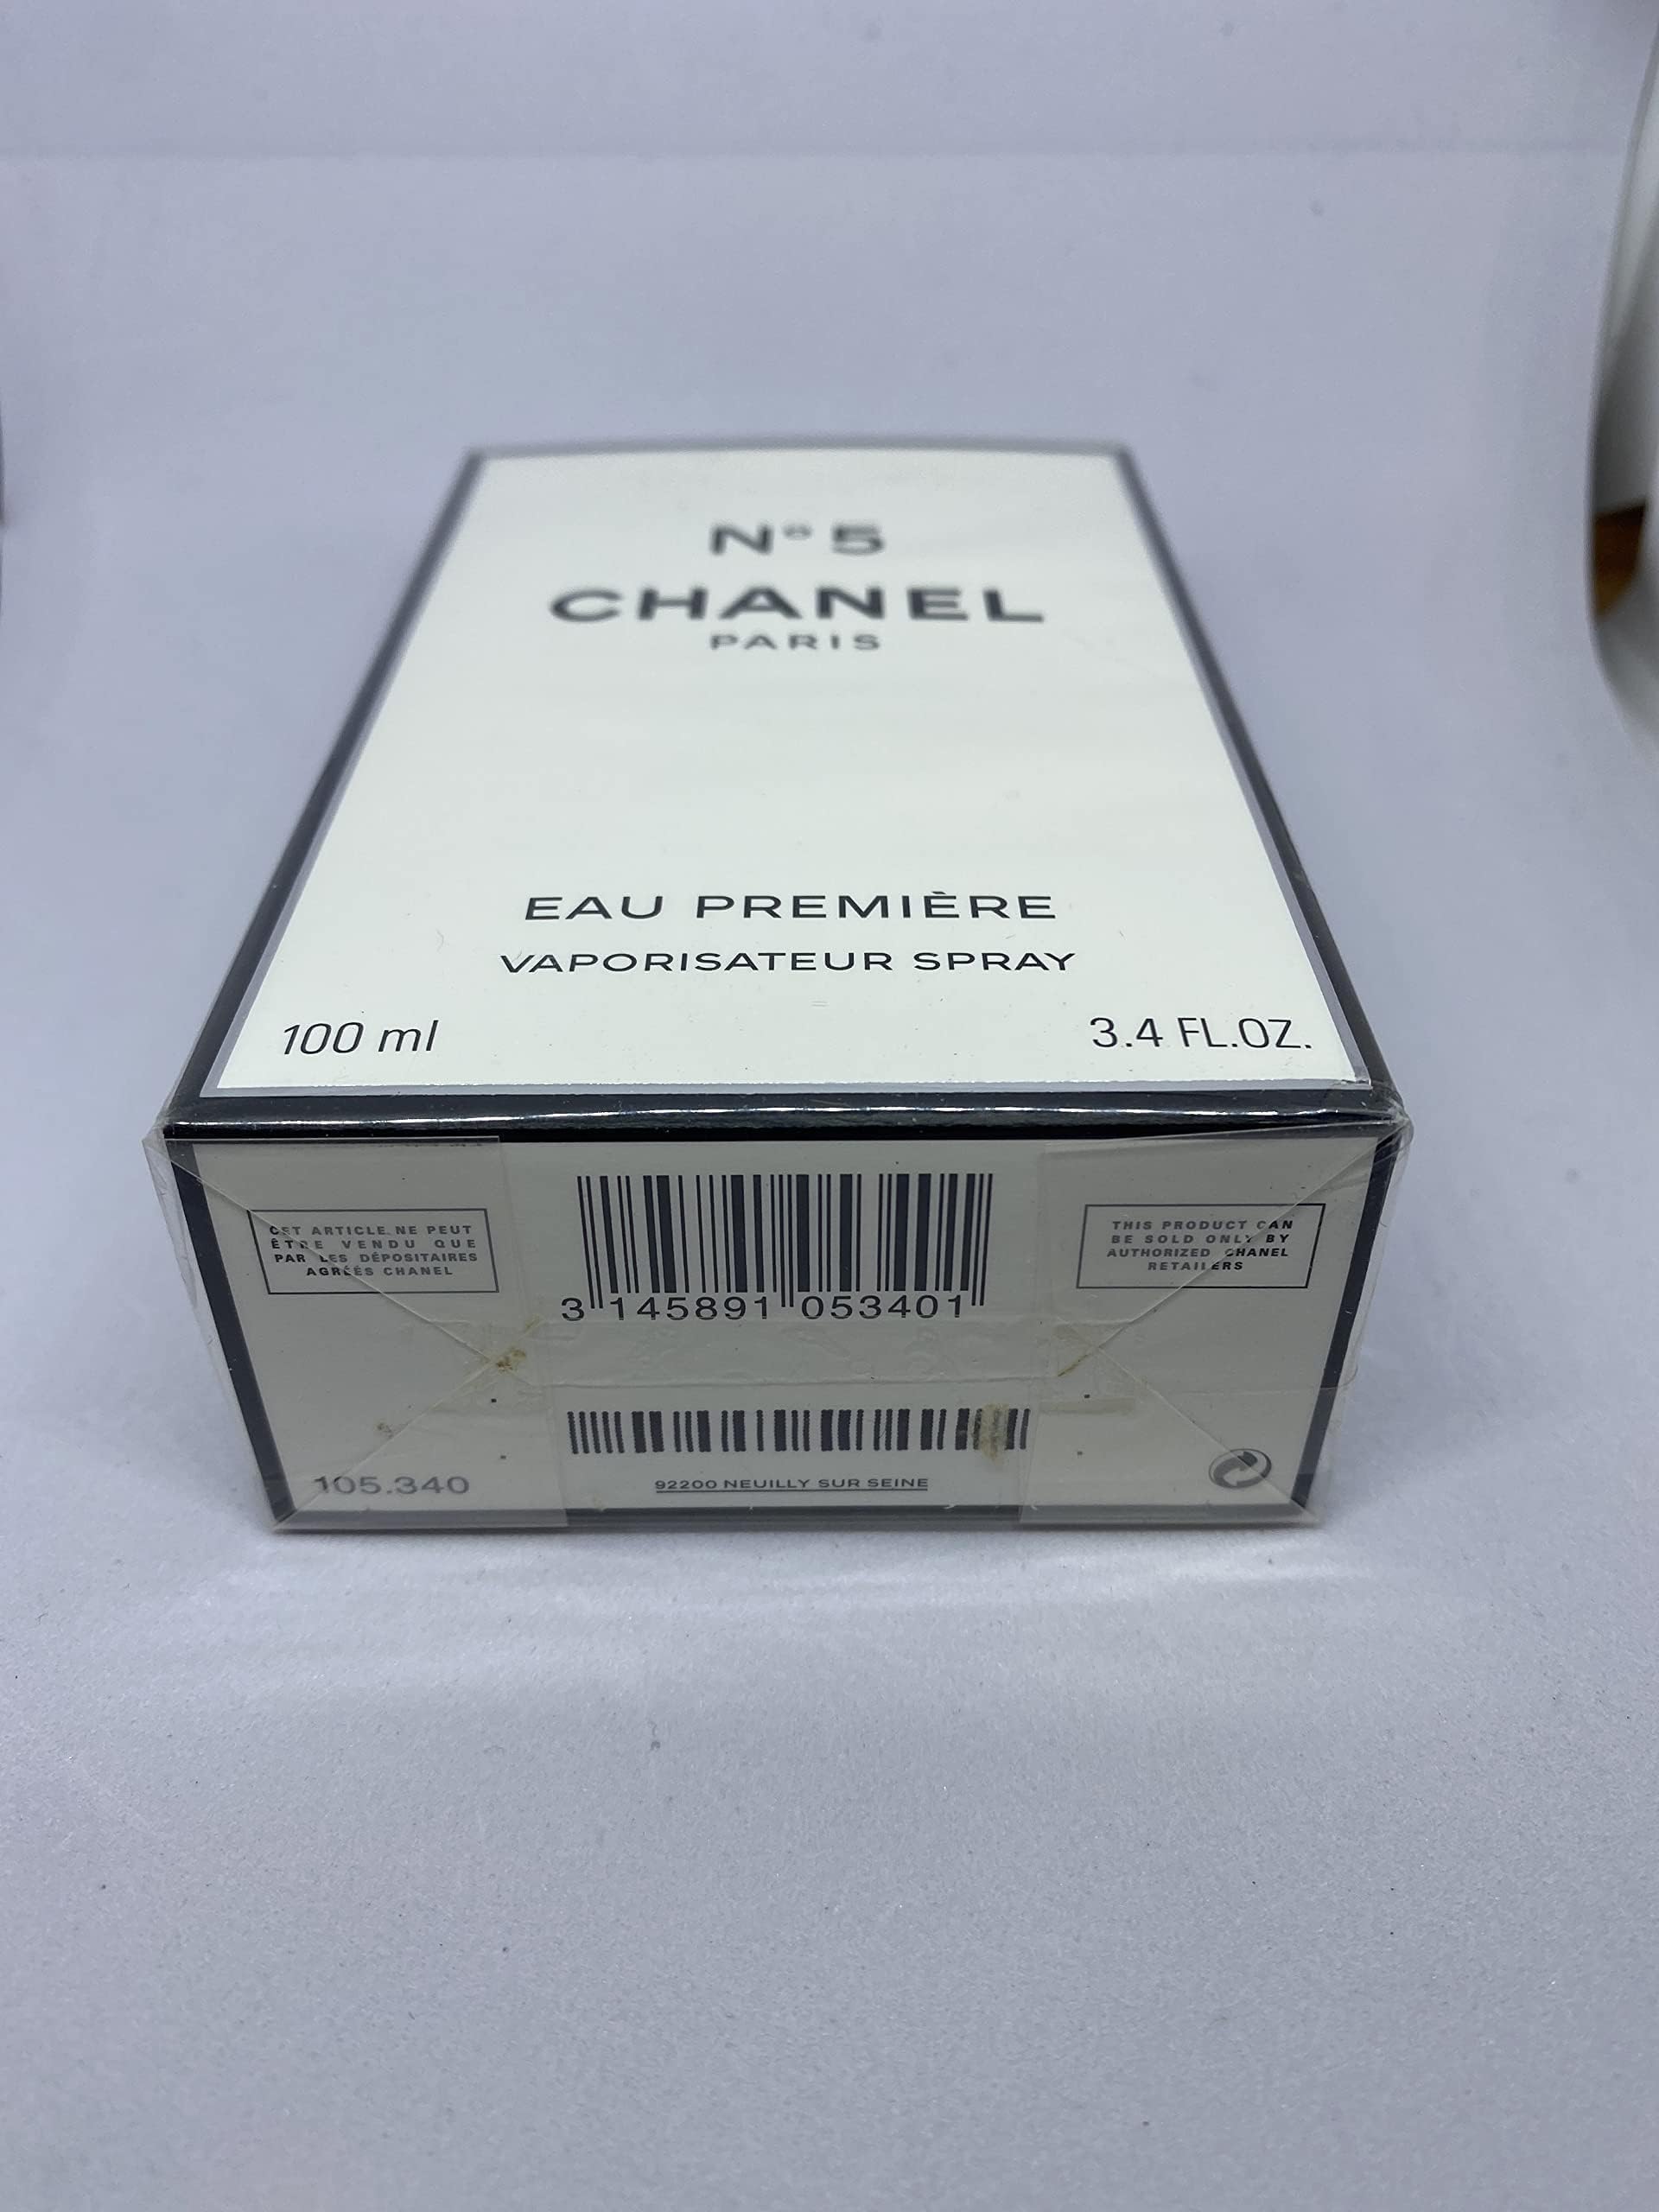 N° 5
CHANEL
PARIS
EAU PREMIÈRE
VAPORISATEUR SPRAY
100 ml
3.4 FL.OZ.
CET ARTICLE NE PEUT
ÊTRE VENDU QUE
PAR LES DÉPOSITAIRES
AGRÉÉS CHANEL
3 145891 053401
THIS PRODUCT CAN
BE SOLD ONLY BY
AUTHORIZED CHANEL
RETAILERS
105.340
92200 NEUILLY SUR SEINE